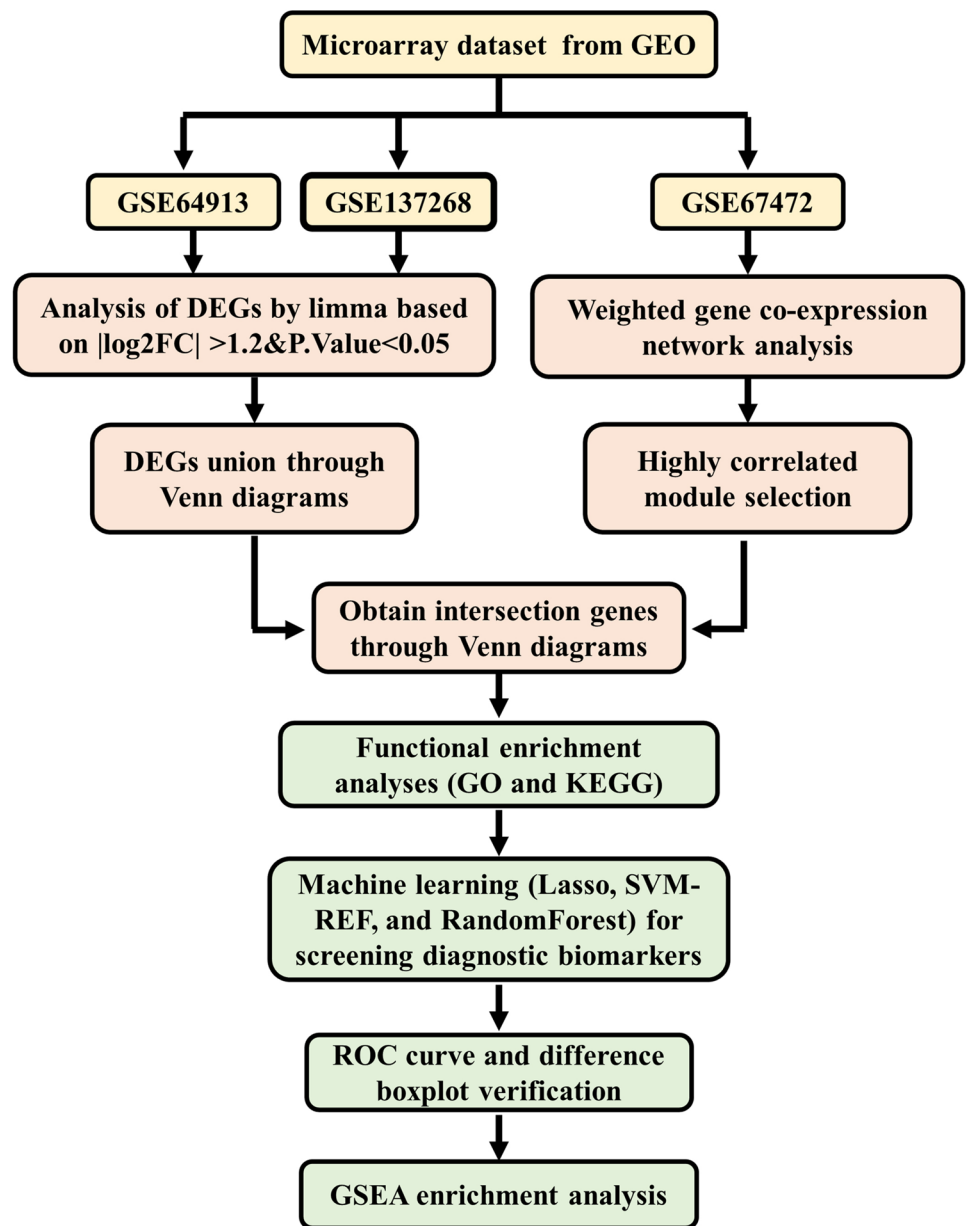 Microarray dataset from GEO
GSE64913
GSE137268
GSE67472
Analysis of DEGs by limma based
on |log2FC| >1.2&P.Value<0.05
Weighted gene co-expression
network analysis
DEGs union through
Venn diagrams
Highly correlated
module selection
Obtain intersection genes
through Venn diagrams
Functional enrichment
analyses (GO and KEGG)
Machine learning (Lasso, SVM-
REF, and RandomForest) for
screening diagnostic biomarkers
ROC curve and difference
boxplot verification
GSEA enrichment analysis